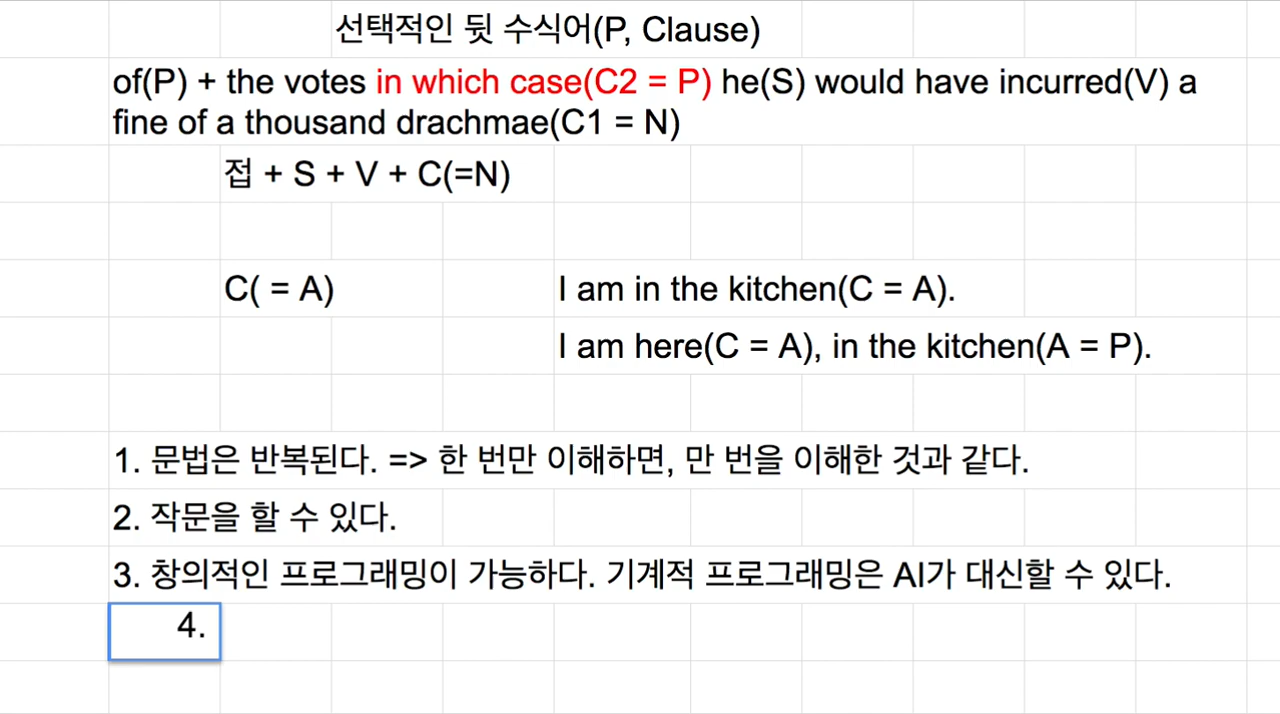 선택적인 뒷 수식어(P, Clause)
of(P) + the votes in which case(C2 = P) he(S) would have incurred(V) a
fine of a thousand drachmae(C1 = N)
접 + S + V + C(=N)
C( = A) I am in the kitchen(C = A).
I am here(C = A), in the kitchen(A = P).
1. 문법은 반복된다. => 한 번만 이해하면, 만 번을 이해한 것과 같다.
2. 작문을 할 수 있다.
3. 창의적인 프로그래밍이 가능하다. 기계적 프로그래밍은 AI가 대신할 수 있다.
4.